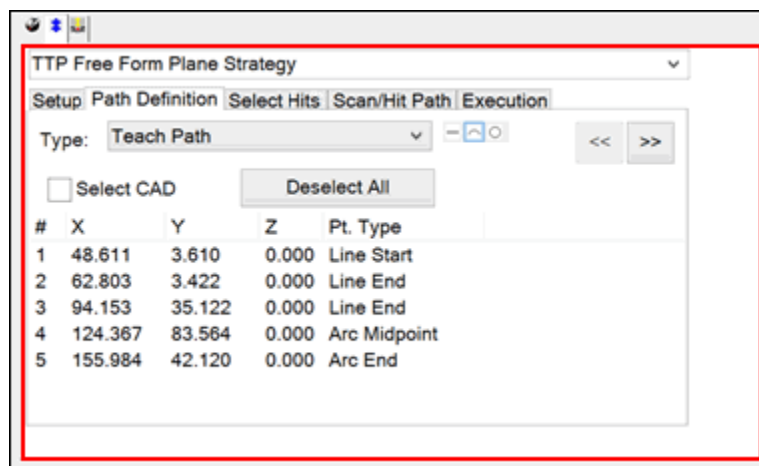 TTP Free Form Plane Strategy
Setup Path Definition Select Hits Scan/Hit Path Execution
Type: Teach Path << >>
Select CAD Deselect All
# X Y Z Pt. Type
1 48.611 3.610 0.000 Line Start
2 62.803 3.422 0.000 Line End
3 94.153 35.122 0.000 Line End
4 124.367 83.564 0.000 Arc Midpoint
5 155.984 42.120 0.000 Arc End